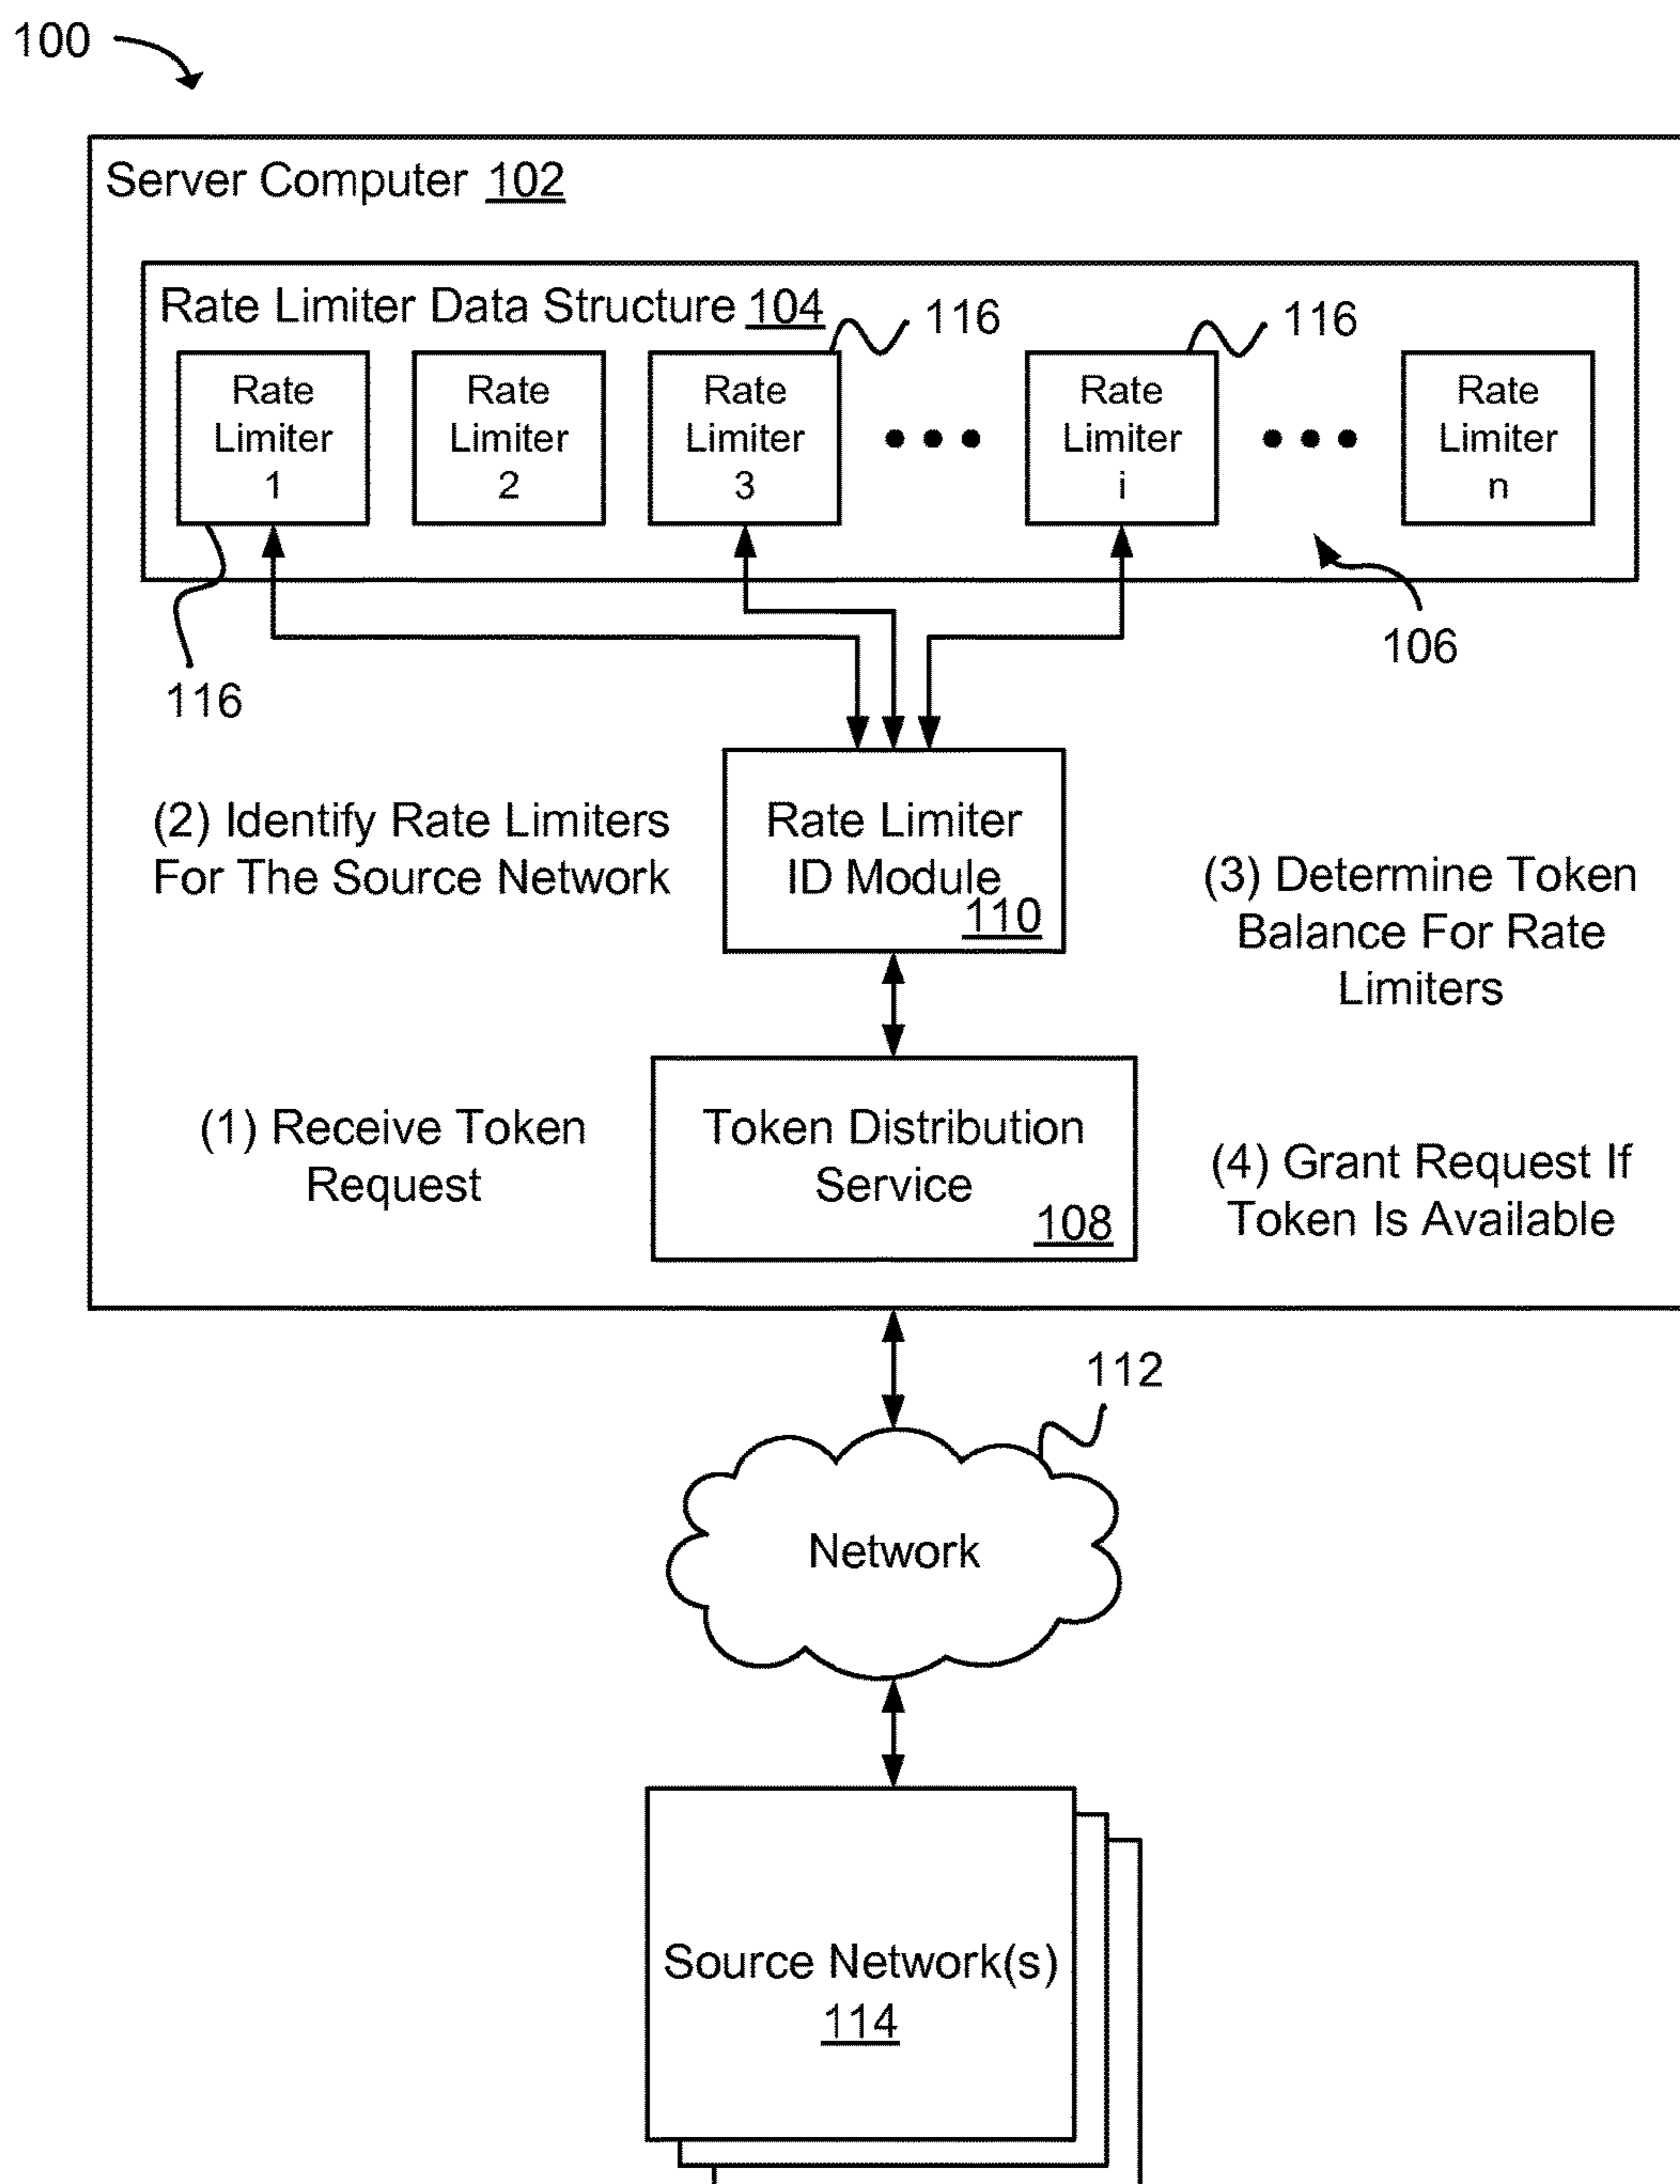 100
Server Computer 102
Rate Limiter Data Structure 104
116
116
Rate
Limiter
1
Rate
Limiter
2
Rate
Limiter
3
Rate
Limiter
i
Rate
Limiter
n
106
116
(2) Identify Rate Limiters
For The Source Network
Rate Limiter
ID Module
110
(3) Determine Token
Balance For Rate
Limiters
(1) Receive Token
Request
Token Distribution
Service
108
(4) Grant Request If
Token Is Available
112
Network
Source Network(s)
114